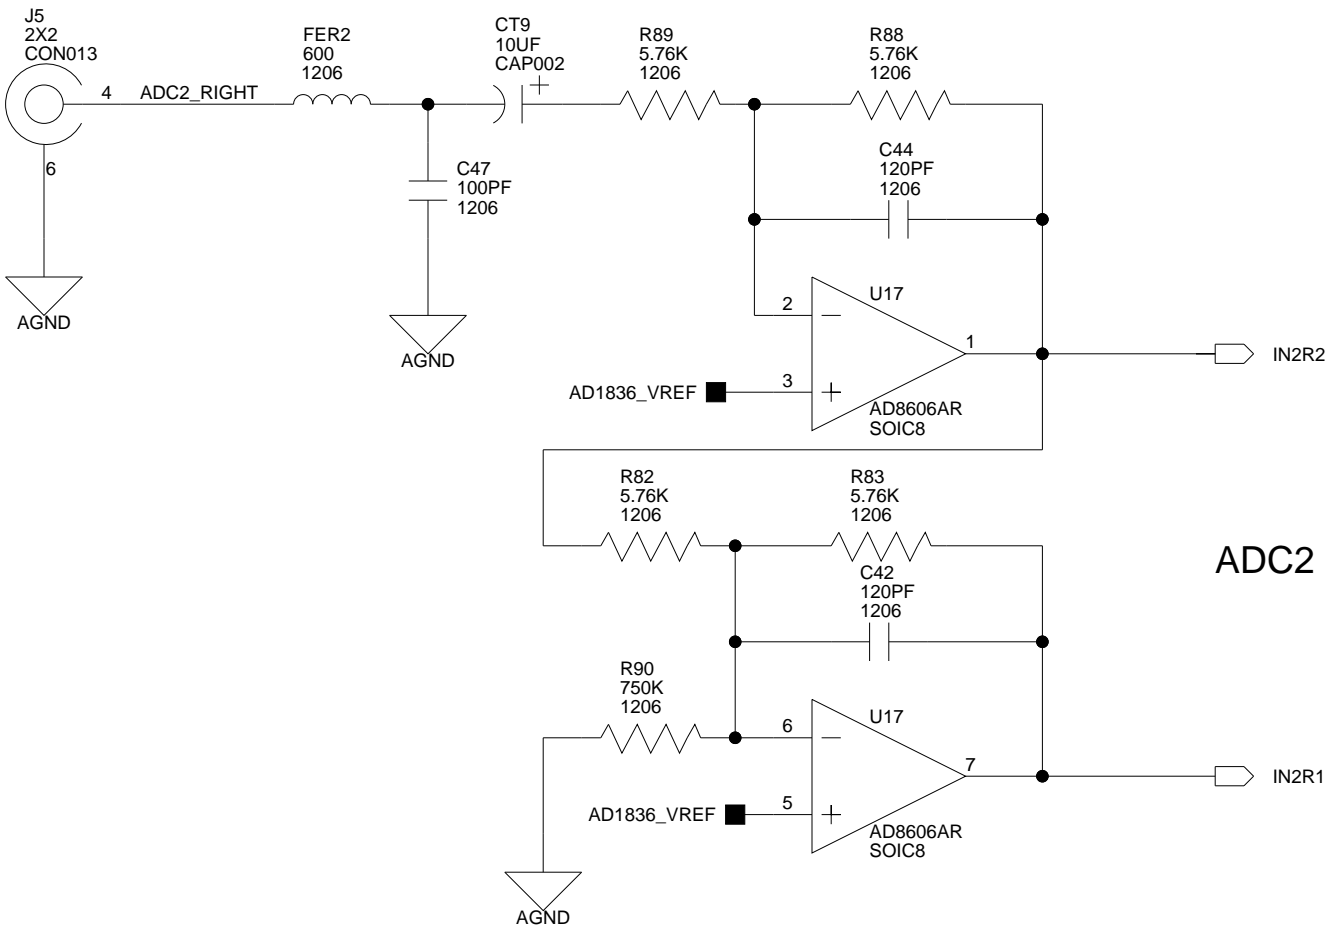 J5
2X2
CON013
4
ADC2_RIGHT
6
AGND
FER2
600
1206
C47
100PF
1206
AGND
CT9
10UF
CAP002
+
R89
5.76K
1206
R88
5.76K
1206
C44
120PF
1206
2
−
U17
1
IN2R2
AD1836_VREF
3
+
AD8606AR
SOIC8
R82
5.76K
1206
R83
5.76K
1206
C42
120PF
1206
ADC2
R90
750K
1206
6
−
U17
7
IN2R1
AD1836_VREF
5
+
AD8606AR
SOIC8
AGND